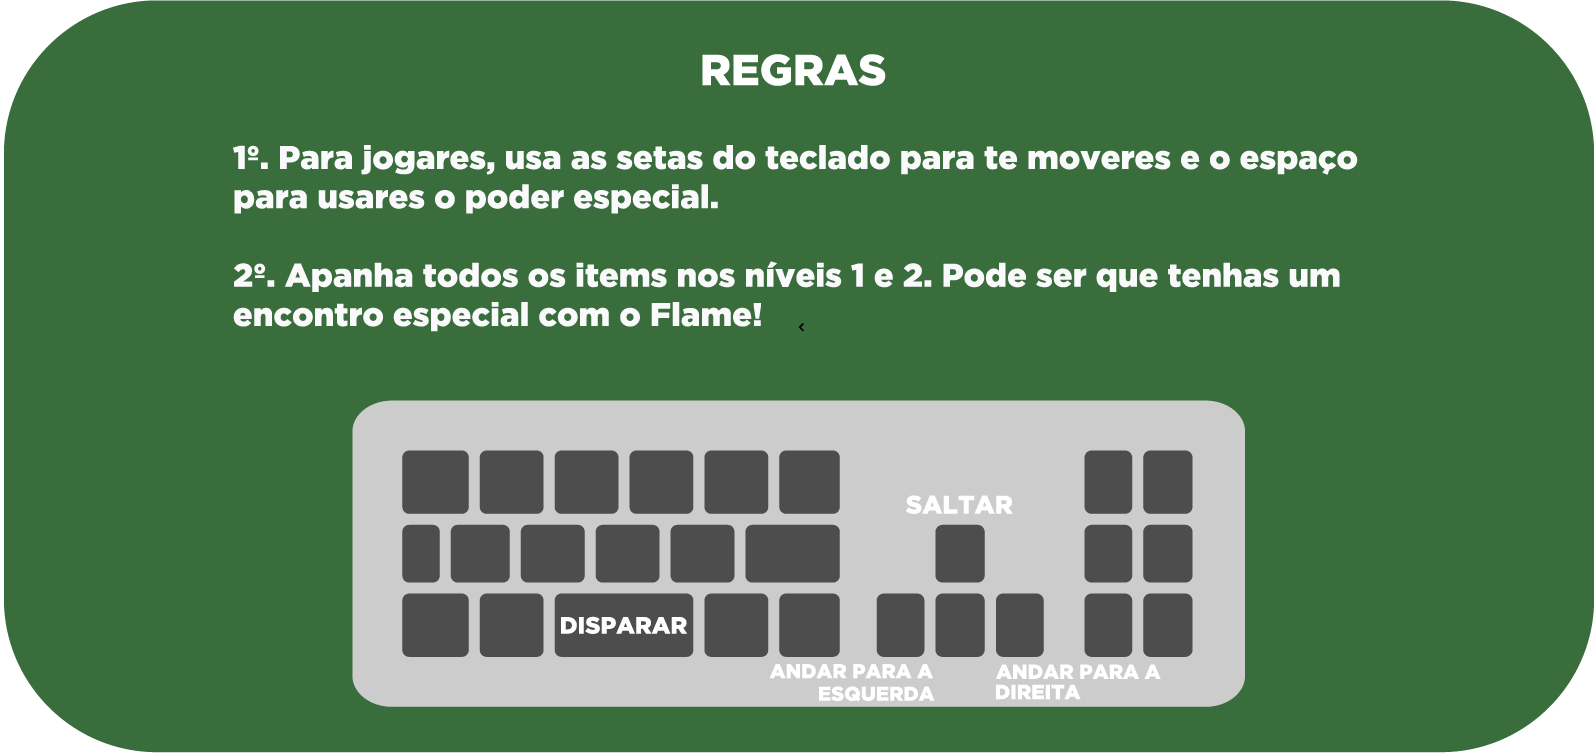 REGRAS
1º. Para jogares, usa as setas do teclado para te moveres e o espaço
para usares o poder especial.
2º. Apanha todos os items nos níveis 1 e 2. Pode ser que tenhas um
encontro especial com o Flame!
‹
SALTAR
DISPARAR
ANDAR PARA A
ESQUERDA
ANDAR PARA A
DIREITA